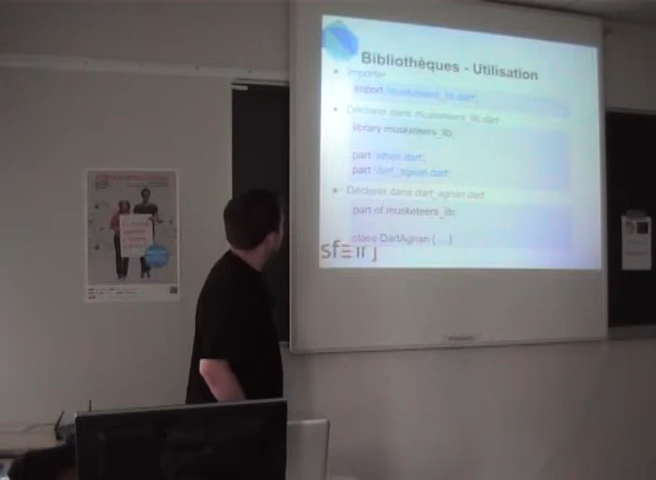 Bibliothèques - Utilisation
• Importer
import 'musketeers_lib.dart';
• Déclarer dans musketeers_lib.dart
library musketeers_lib;
part 'athos.dart';
part 'dart_agnan.dart';
• Déclarer dans dart_agnan.dart
part of musketeers_lib;
class DartAgnan { ... }
sfeir